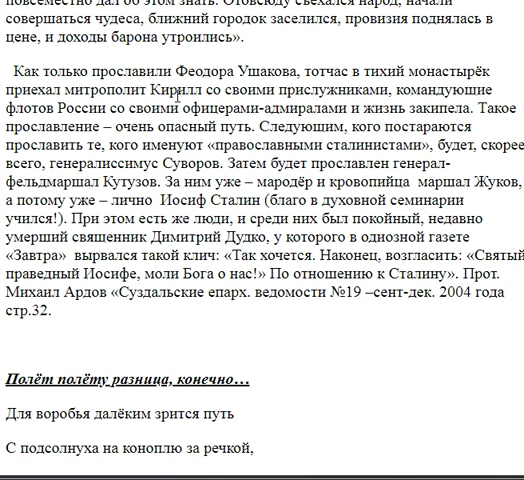 повсеместно дал об этом знать. Отовсюду съехался народ, начали
совершаться чудеса, ближний городок заселился, провизия поднялась в
цене, и доходы барона утроились».
Как только прославили Феодора Ушакова, тотчас в тихий монастырёк
приехал митрополит Кирилл со своими прислужниками, командующие
флотов России со своими офицерами-адмиралами и жизнь закипела. Такое
прославление – очень опасный путь. Следующим, кого постараются
прославить те, кого именуют «православными сталинистами», будет, скорее
всего, генералиссимус Суворов. Затем будет прославлен генерал-
фельдмаршал Кутузов. За ним уже – мародёр и кровопийца маршал Жуков,
а потому уже – лично Иосиф Сталин (благо в духовной семинарии
учился!). При этом есть же люди, и среди них был покойный, недавно
умерший священник Димитрий Дудко, у которого в одиозной газете
«Завтра» вырвался такой клич: «Так хочется. Наконец, возгласить: «Святый
праведный Иосифе, моли Бога о нас!» По отношению к Сталину». Прот.
Михаил Ардов «Суздальские епарх. ведомости №19 –сент-дек. 2004 года
стр.32.
Полёт полёту разница, конечно…
Для воробья далёким зрится путь
С подсолнуха на коноплю за речкой,